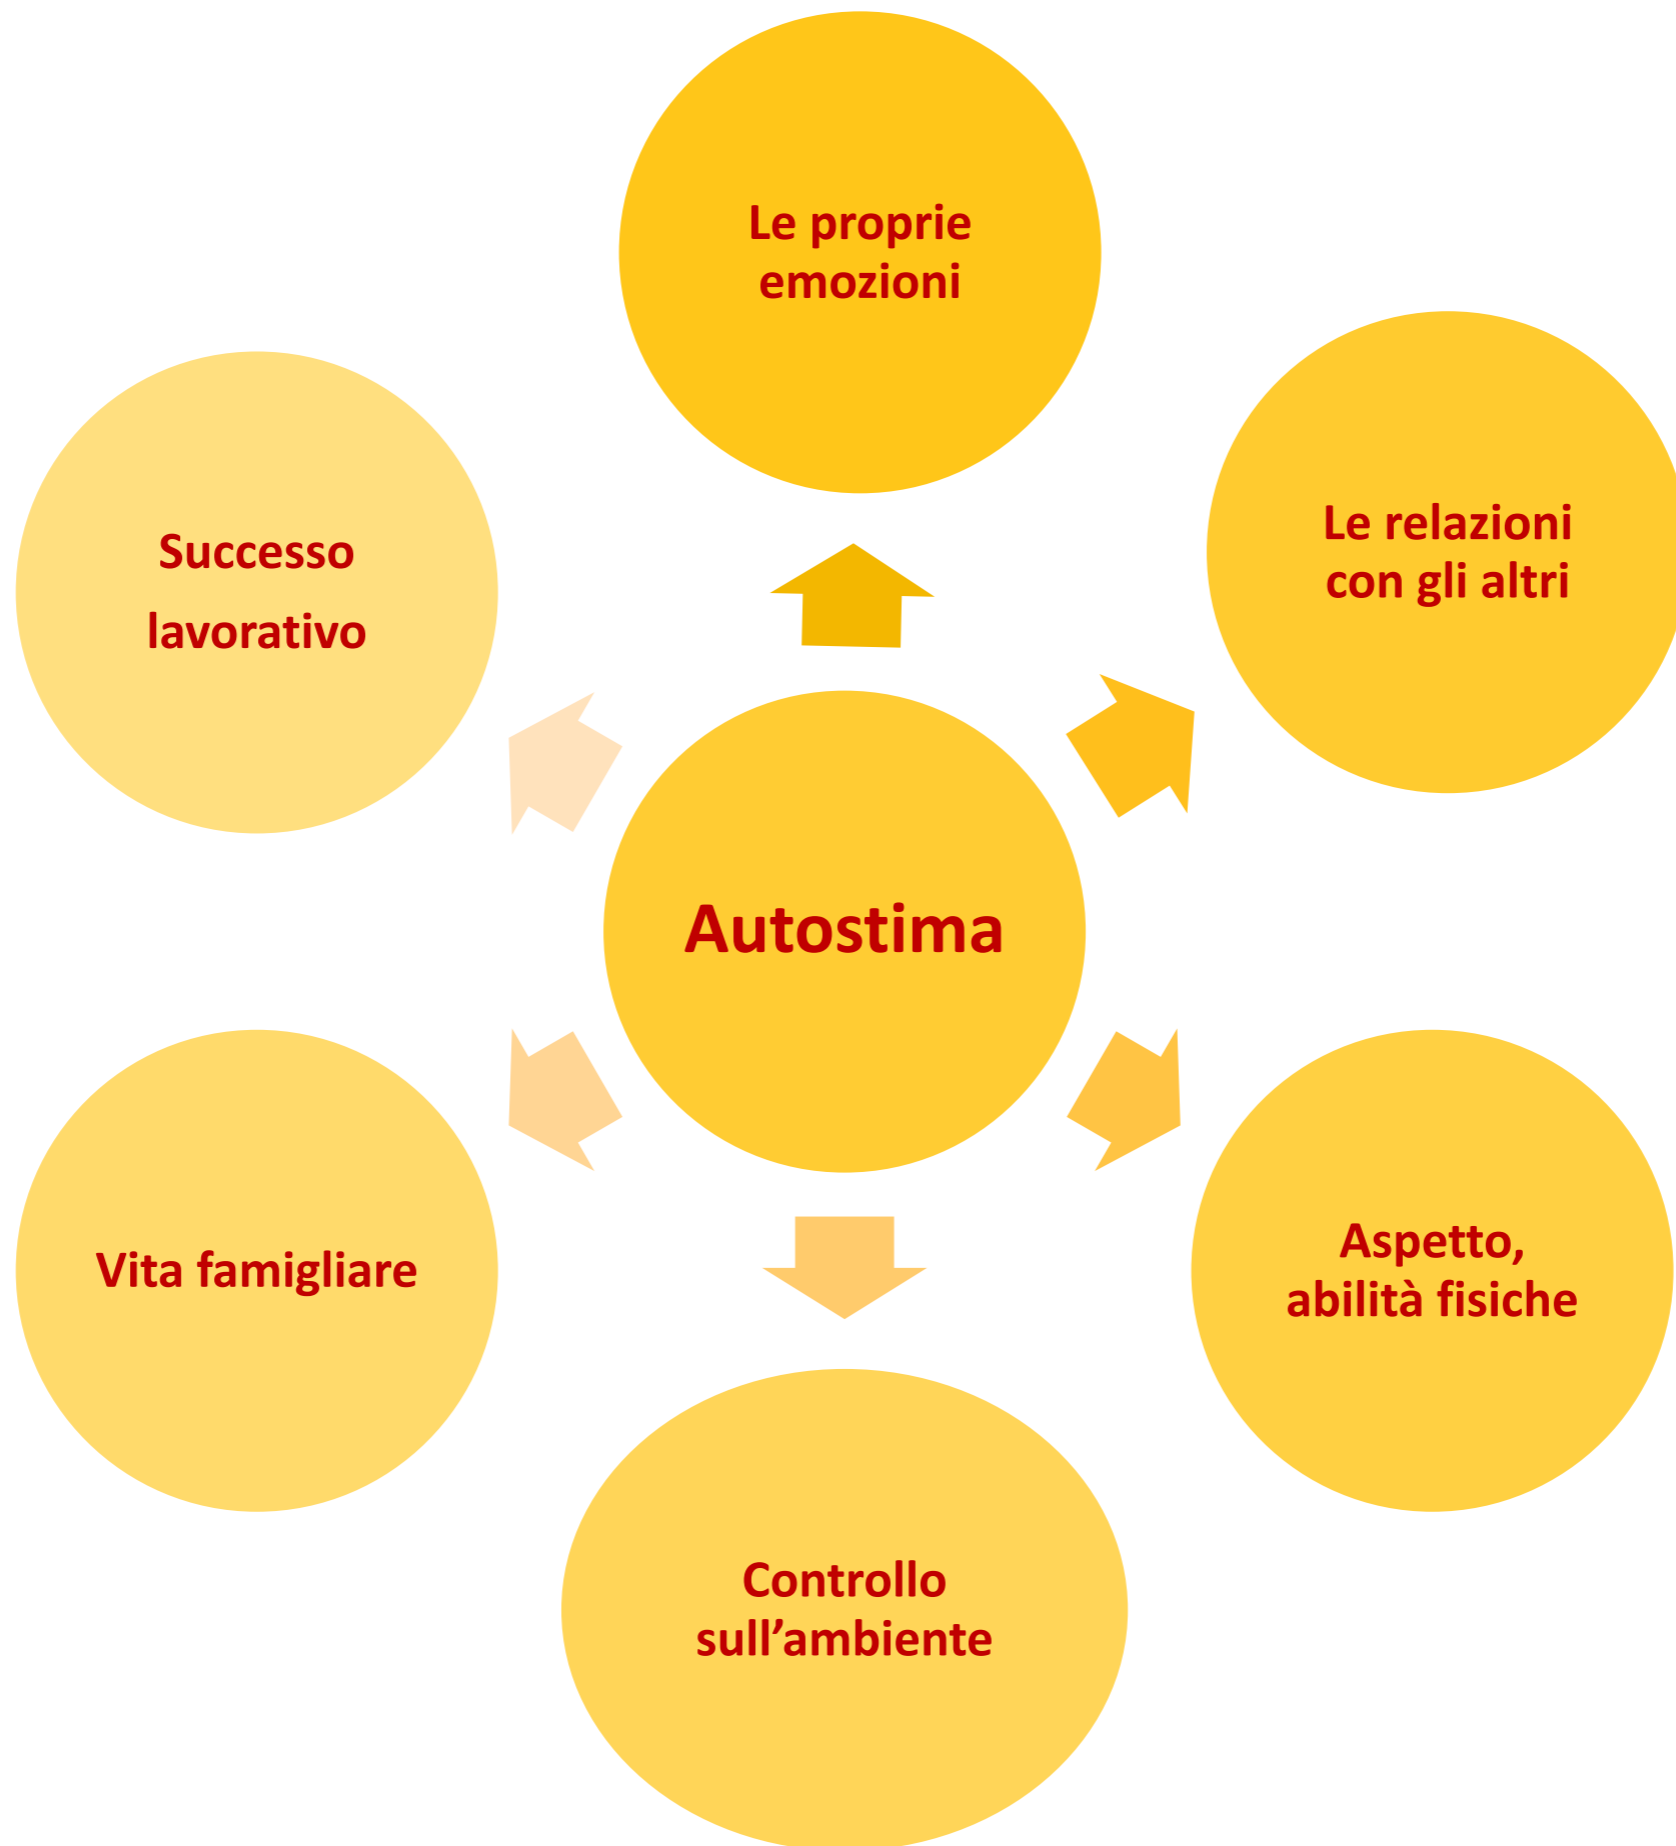 Le proprie
emozioni
Le relazioni
con gli altri
Successo
lavorativo
Autostima
Vita famigliare
Aspetto,
abilità fisiche
Controllo
sull’ambiente